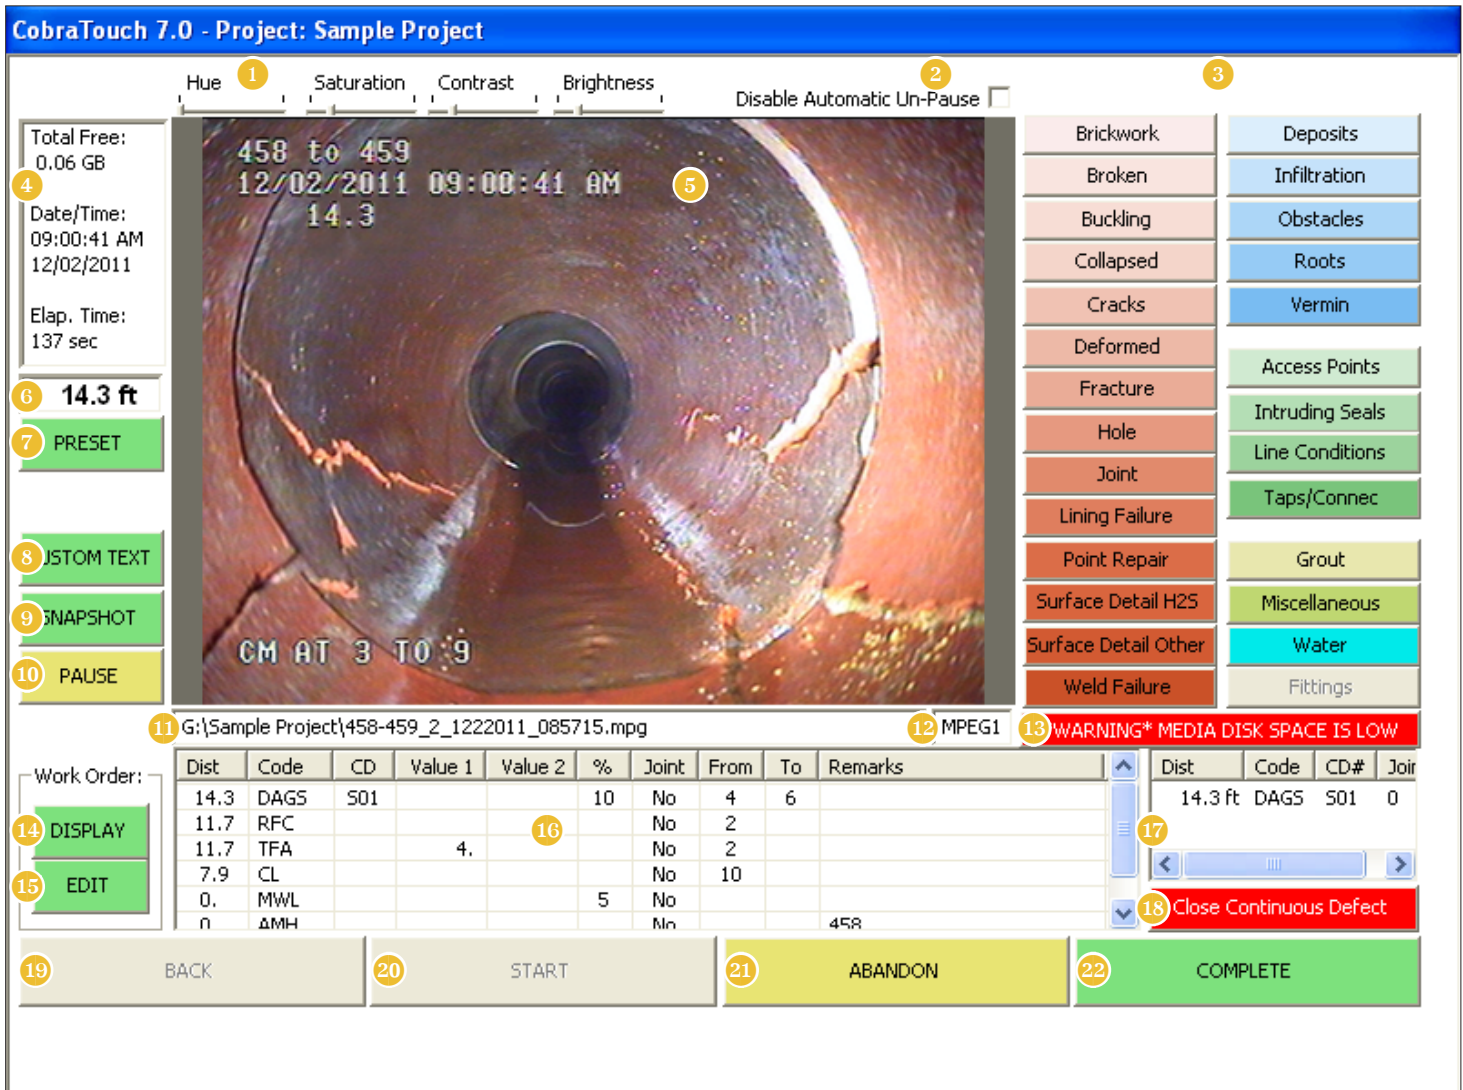 CobraTouch 7.0 - Project: Sample Project
Hue 1 Saturation Contrast Brightness 2 3
Disable Automatic Un-Pause
Total Free:
0.06 GB
4
Date/Time:
09:00:41 AM
12/02/2011
Elap. Time:
137 sec
6 14.3 ft
7 PRESET
8 USTOM TEXT
9 SNAPSHOT
10 PAUSE
458 to 459
12/02/2011 09:00:41 AM 5
14.3
CM AT 3 TO 9
Brickwork
Broken
Buckling
Collapsed
Cracks
Deformed
Fracture
Hole
Joint
Lining Failure
Point Repair
Surface Detail H2S
Surface Detail Other
Weld Failure
Deposits
Infiltration
Obstacles
Roots
Vermin
Access Points
Intruding Seals
Line Conditions
Taps/Connec
Grout
Miscellaneous
Water
Fittings
11 G:\Sample Project\458-459_2_1222011_085715.mpg 12 MPEG1 13 WARNING* MEDIA DISK SPACE IS LOW
Work Order:
14 DISPLAY
15 EDIT
Dist Code CD Value 1 Value 2 % Joint From To Remarks
14.3 DAGS S01 10 No 4 6
11.7 RFC No 2
16
11.7 TFA 4. No 2
7.9 CL No 10
0. MWL 5 No
0 AMH No 458
Dist Code CD# Join
14.3 ft DAGS S01 0
17
18 Close Continuous Defect
19 BACK 20 START 21 ABANDON 22 COMPLETE